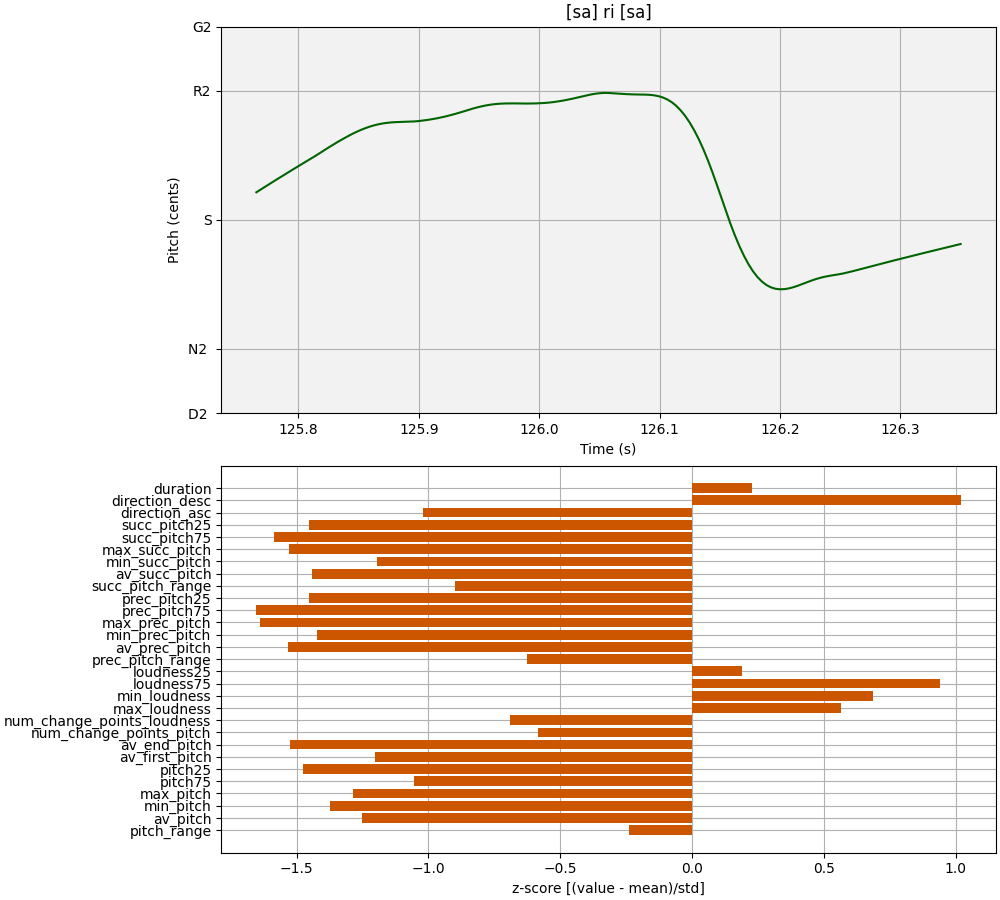 [sa] ri [sa]
G2
R2
S
N2
D2
Pitch (cents)
125.8 125.9 126.0 126.1 126.2 126.3
Time (s)
duration
direction_desc
direction_asc
succ_pitch25
succ_pitch75
max_succ_pitch
min_succ_pitch
av_succ_pitch
succ_pitch_range
prec_pitch25
prec_pitch75
max_prec_pitch
min_prec_pitch
av_prec_pitch
prec_pitch_range
loudness25
loudness75
min_loudness
max_loudness
num_change_points_loudness
num_change_points_pitch
av_end_pitch
av_first_pitch
pitch25
pitch75
max_pitch
min_pitch
av_pitch
pitch_range
−1.5 −1.0 −0.5 0.0 0.5 1.0
z-score [(value - mean)/std]